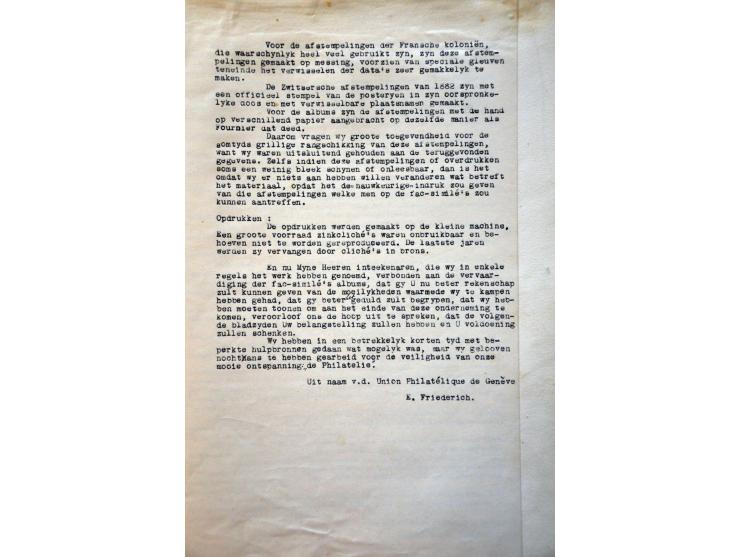 Voor de afstempelingen der Fransche koloniën,
die waarschynlyk heel veel gebruikt zyn, zyn deze afstem-
pelingen gemaakt op messing, voorzien van speciale gleuven
teneinde het verwisselen der data's zeer gemakkelyk te
maken.
De Zwitsersche afstempelingen van 1882 zyn met
een officieel stempel van de posteryen in zyn oorspronke-
lyke doos en met verwisselbare plaatsnamen gemaakt.
Voor de albums zyn de afstempelingen met de hand
op verschillend papier aangebracht op dezelfde manier als
Fournier dat deed.
Daarom vragen wy groote toegevendheid voor de
somtyds grillige rangschikking van deze afstempelingen,
want wy waren uitsluitend gehouden aan de teruggevonden
gegevens. Zelfs indien deze afstempelingen of overdrukken
soms een weinig bleek schynen of onleesbaar, dan is het
omdat wy er niets aan hebben willen veranderen wat betreft
het materiaal, opdat het de nauwkeurige indruk zou geven
van die afstempelingen welke men op de fac-similé's zou
kunnen aantreffen.
Opdrukken :
De opdrukken werden gemaakt op de kleine machine.
Een groote voorraad zinkcliché's waren onbruikbaar en be-
hoeven niet te worden gereproduceerd. De laatste jaren
werden zy vervangen door cliché's in brons.
En nu Myne Heeren inteekenaren, die wy in enkele
regels het werk hebben genoemd, verbonden aan de vervaar-
diging der fac-similé's albums, dat gy U nu beter rekenschap
zult kunnen geven van de moeilykheden waarmede wy te kampen
hebben gehad, dat gy beter geduld zult begrypen, dat wy heb-
ben moeten toonen om aan het einde van deze onderneming te
komen, veroorloof ons de hoop uit te spreken, dat de volgen-
de bladzyden Uw belangstelling zullen hebben en U voldoening
zullen schenken.
Wy hebben in een betrekkelyk korten tyd met be-
perkte hulpbronnen gedaan wat mogelyk was, maar wy gelooven
nochtans te hebben gearbeid voor de veiligheid van onze
mooie ontspanning: de Philatelie.
Uit naam v.d. Union Philatélique de Genève
E. Friederich.